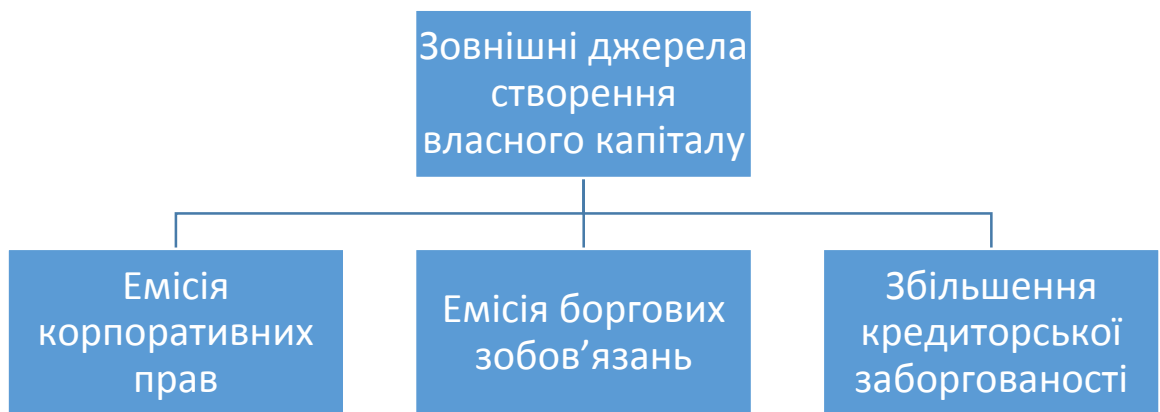 Зовнішні джерела
створення
власного капіталу
Емісія
корпоративних
прав
Емісія боргових
зобов’язань
Збільшення
кредиторської
заборгованості